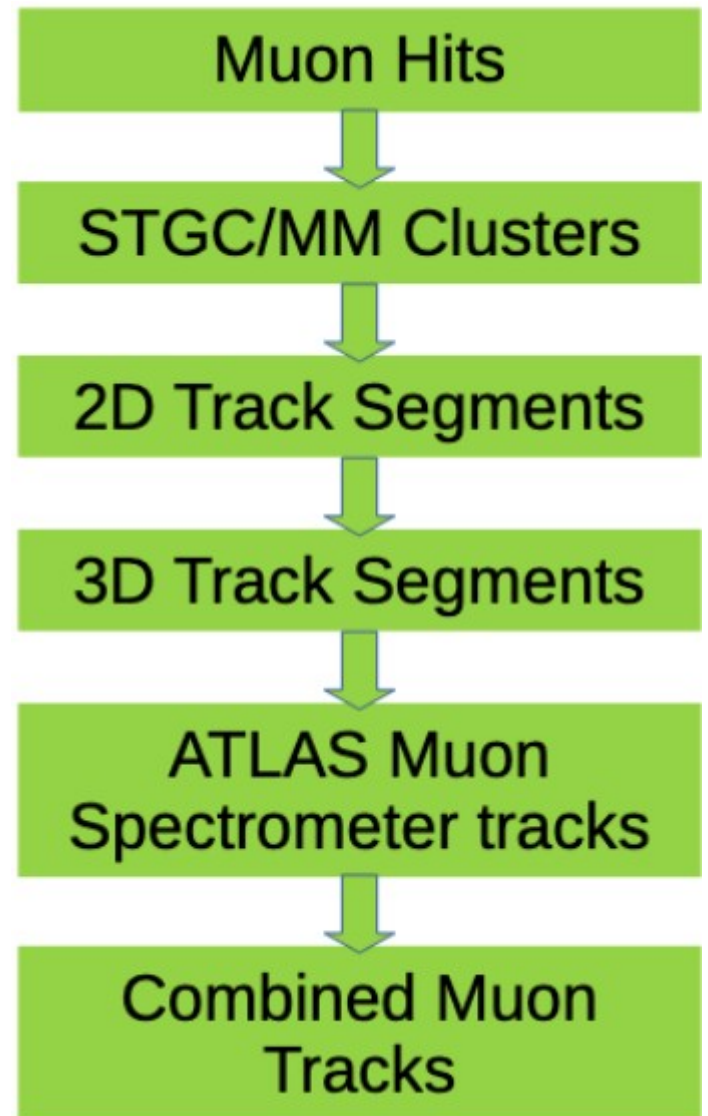 Muon Hits
STGC/MM Clusters
2D Track Segments
3D Track Segments
ATLAS Muon
Spectrometer tracks
Combined Muon
Tracks